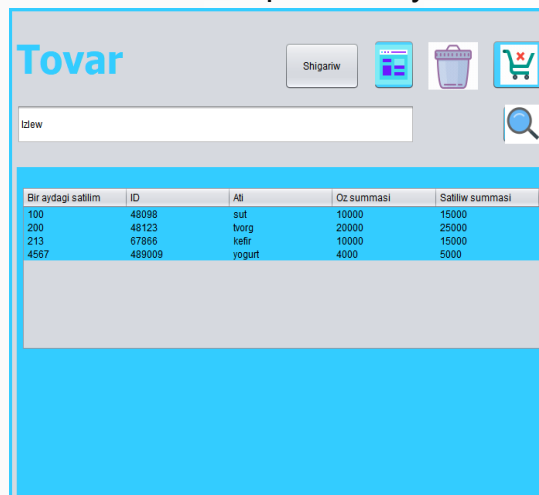 Tovar
Shigariw
Izlew
Bir aydagi satilim ID Ati Oz summasi Satiliw summasi
100 48098 sut 10000 15000
200 48123 tvorg 20000 25000
213 67866 kefir 10000 15000
4567 489009 yogurt 4000 5000